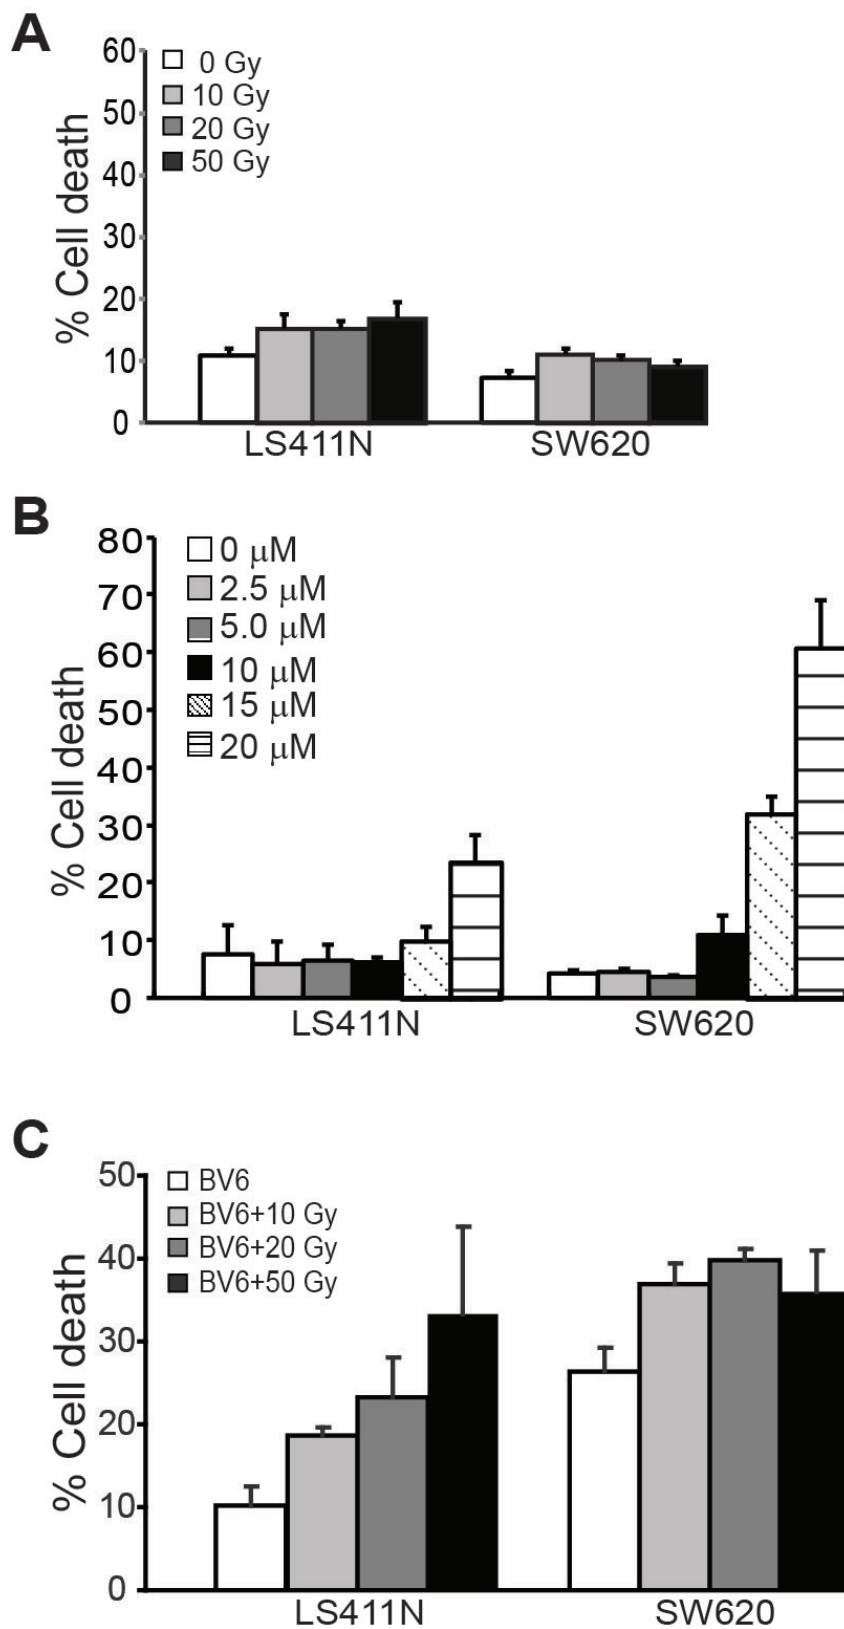 A
% Cell death
60
50
40
30
20
10
0
0 Gy
10 Gy
20 Gy
50 Gy
LS411N
SW620
B
% Cell death
80
70
60
50
40
30
20
10
0
0 μM
2.5 μM
5.0 μM
10 μM
15 μM
20 μM
LS411N
SW620
C
% Cell death
50
40
30
20
10
0
BV6
BV6+10 Gy
BV6+20 Gy
BV6+50 Gy
LS411N
SW620